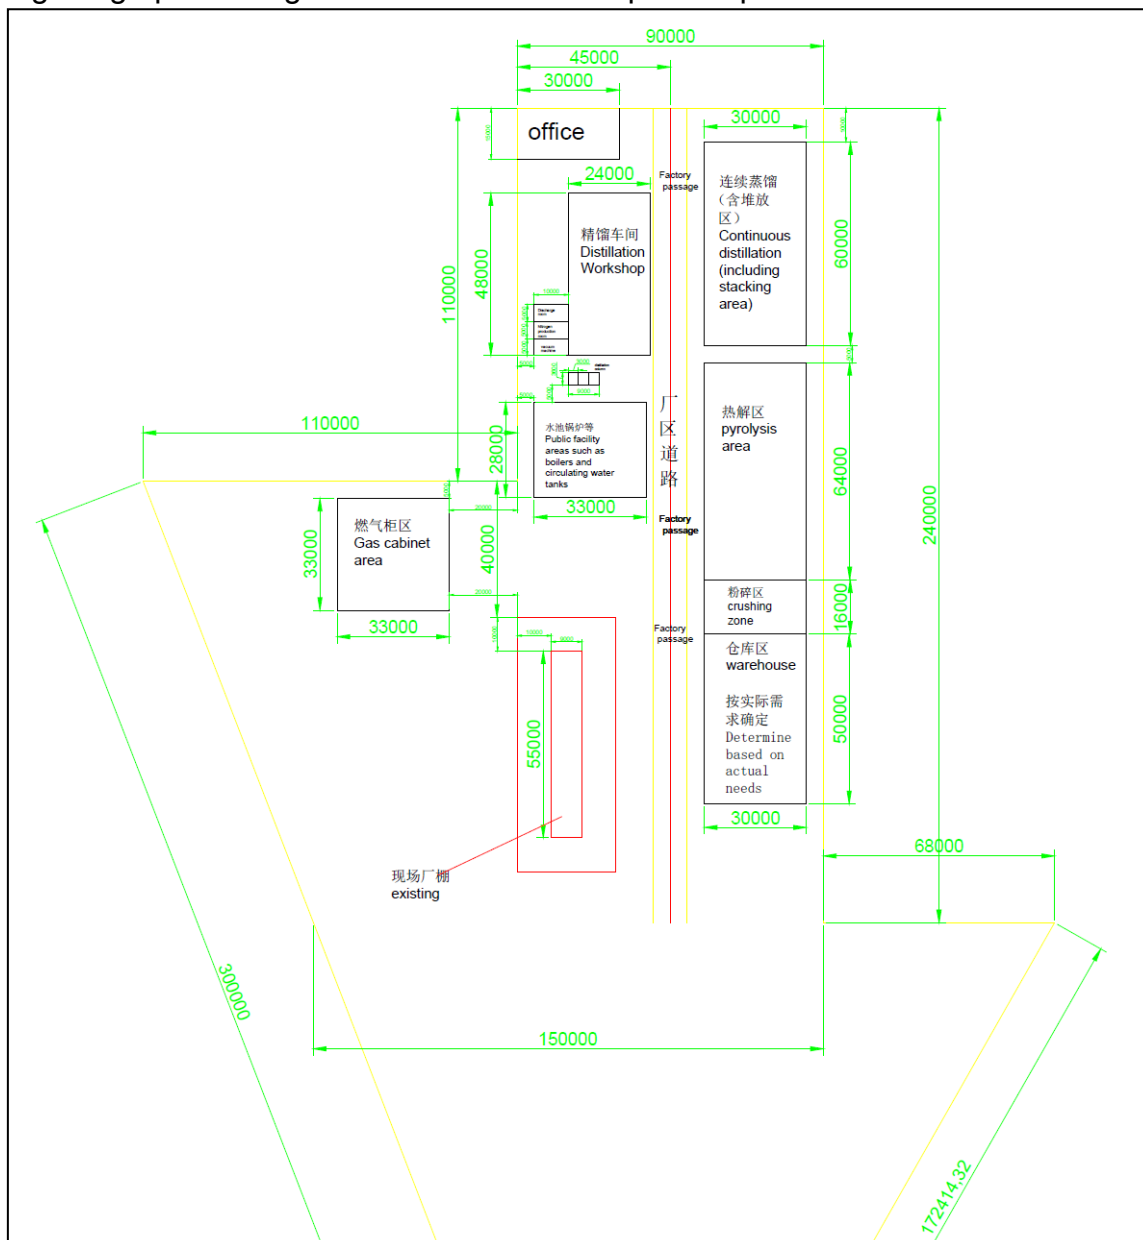 90000
45000
30000
30000
office
Factory
passage
24000
连续蒸馏
（含堆放
区）
Continuous
distillation
(including
stacking
area)
精馏车间
Distillation
Workshop
60000
48000
110000
10000
热解区
pyrolysis
area
厂
区
道
路
水池锅炉等
Public facility
areas such as
boilers and
circulating water
tanks
28000
110000
64000
33000
240000
Factory
passage
燃气柜区
Gas cabinet
area
20000
33000
40000
20000
33000
粉碎区
crushing
zone
16000
Factory
passage
仓库区
warehouse
按实际需
求确定
Determine
based on
actual
needs
50000
10000
9000
55000
30000
68000
现场厂棚
existing
300000
150000
172414,32